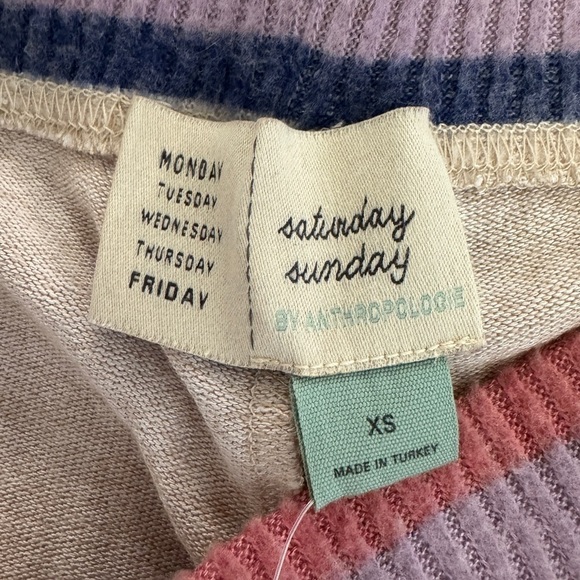 MONDAY
TUESDAY
WEDNESDAY
THURSDAY
FRIDAY
saturday
sunday
BY ANTHROPOLOGIE
XS
MADE IN TURKEY